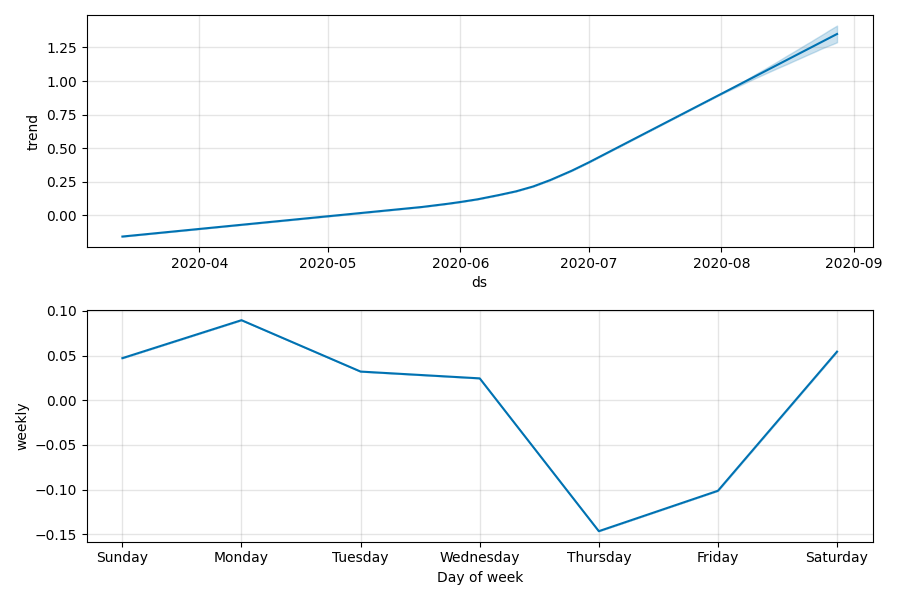 1.25
1.00
0.75
0.50
0.25
0.00
trend
2020-04 2020-05 2020-06 2020-07 2020-08 2020-09
ds
0.10
0.05
0.00
−0.05
−0.10
−0.15
weekly
Sunday Monday Tuesday Wednesday Thursday Friday Saturday
Day of week